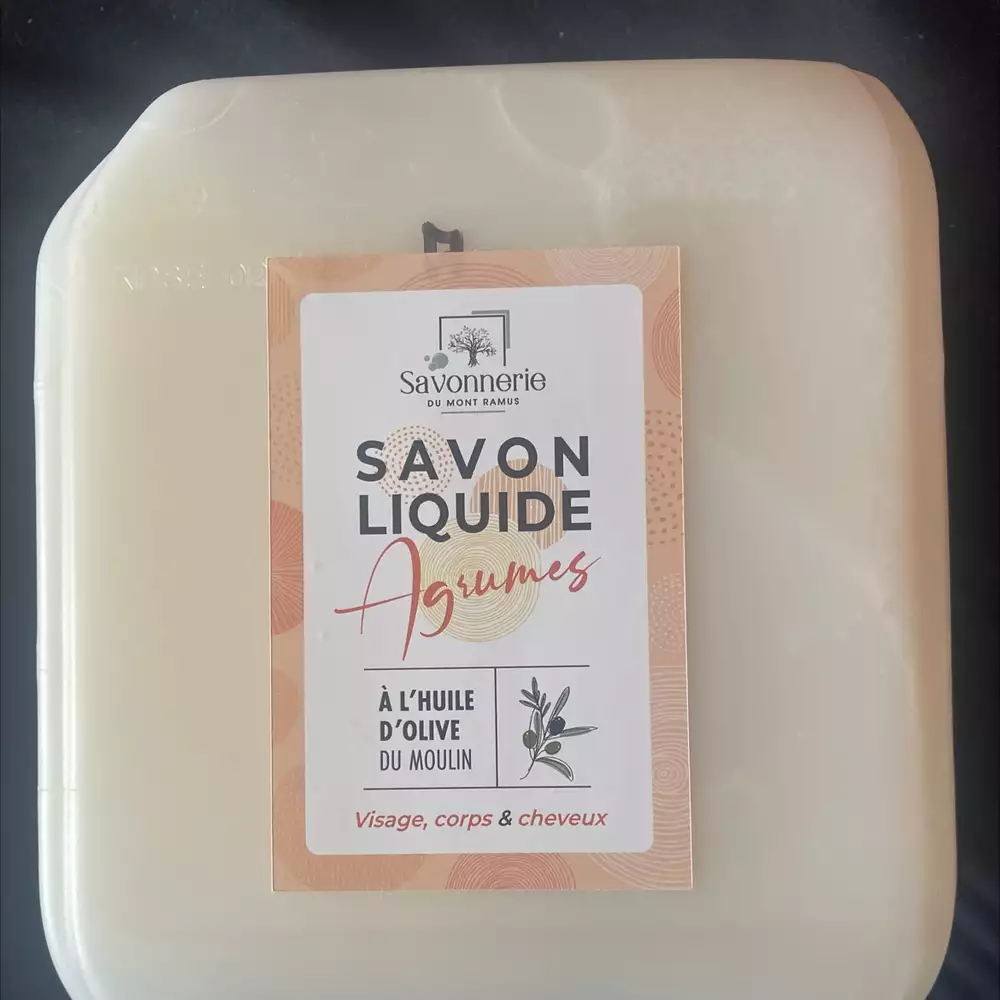 Savonnerie
DU MONT RAMUS
SAVON
LIQUIDE
Agrumes
À L'HUILE
D'OLIVE
DU MOULIN
Visage, corps & cheveux